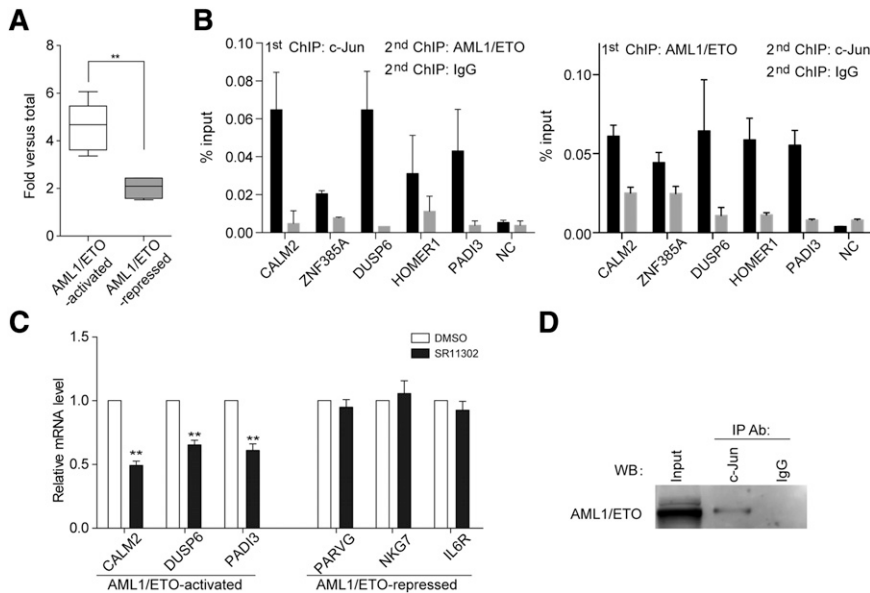 A
**
Fold versus total
8
6
4
2
0
AML1/ETO
-activated
AML1/ETO
-repressed
B
1st ChIP: c-Jun
2nd ChIP: AML1/ETO
2nd ChIP: IgG
% input
0.10
0.08
0.06
0.04
0.02
0.00
CALM2
ZNF385A
DUSP6
HOMER1
PADI3
NC
1st ChIP: AML1/ETO
2nd ChIP: c-Jun
2nd ChIP: IgG
% input
0.10
0.05
0.00
CALM2
ZNF385A
DUSP6
HOMER1
PADI3
NC
C
DMSO
SR11302
Relative mRNA level
1.5
1.0
0.5
0.0
**
**
**
CALM2
DUSP6
PADI3
PARVG
NKG7
IL6R
AML1/ETO-activated
AML1/ETO-repressed
D
IP Ab:
WB:
Input
c-Jun
IgG
AML1/ETO